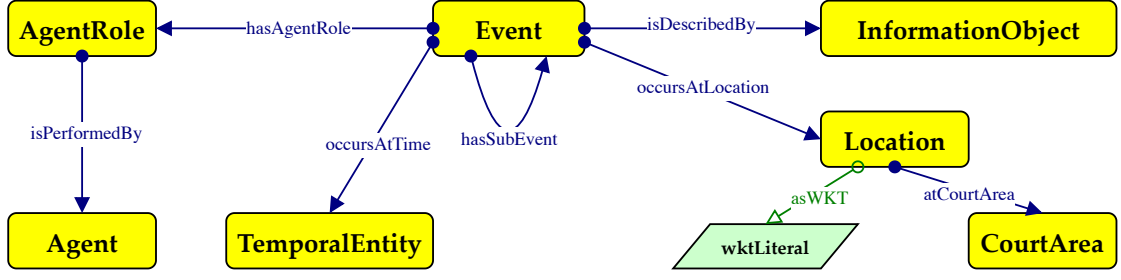 AgentRole
hasAgentRole
Event
isDescribedBy
InformationObject
occursAtLocation
isPerformedBy
occursAtTime
hasSubEvent
Location
asWKT
atCourtArea
Agent
TemporalEntity
wktLiteral
CourtArea